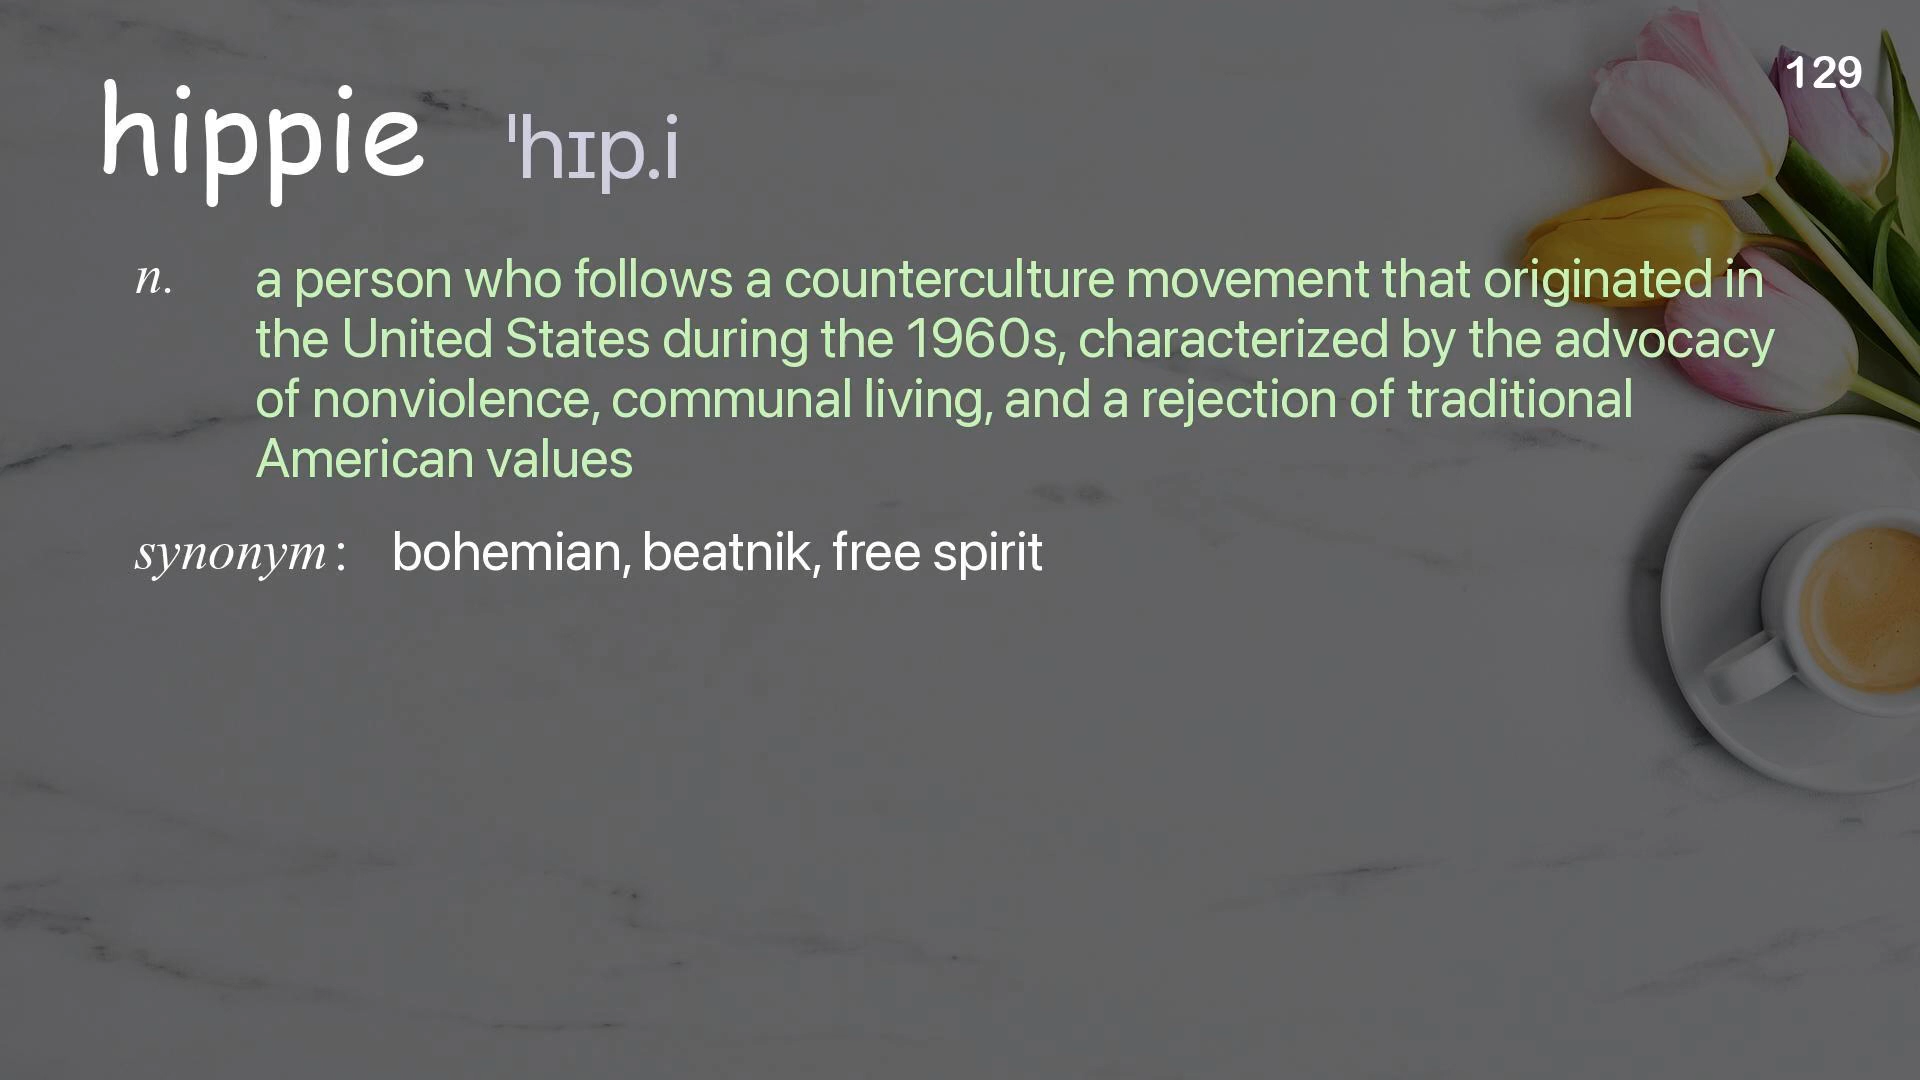 129
hippie ˈhɪp.i
n. a person who follows a counterculture movement that originated in
the United States during the 1960s, characterized by the advocacy
of nonviolence, communal living, and a rejection of traditional
American values
synonym : bohemian, beatnik, free spirit